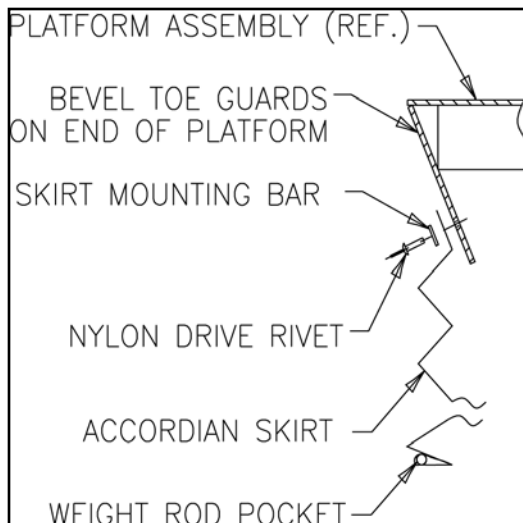 PLATFORM ASSEMBLY (REF.)
BEVEL TOE GUARDS
ON END OF PLATFORM
SKIRT MOUNTING BAR
NYLON DRIVE RIVET
ACCORDIAN SKIRT
WEIGHT ROD POCKET